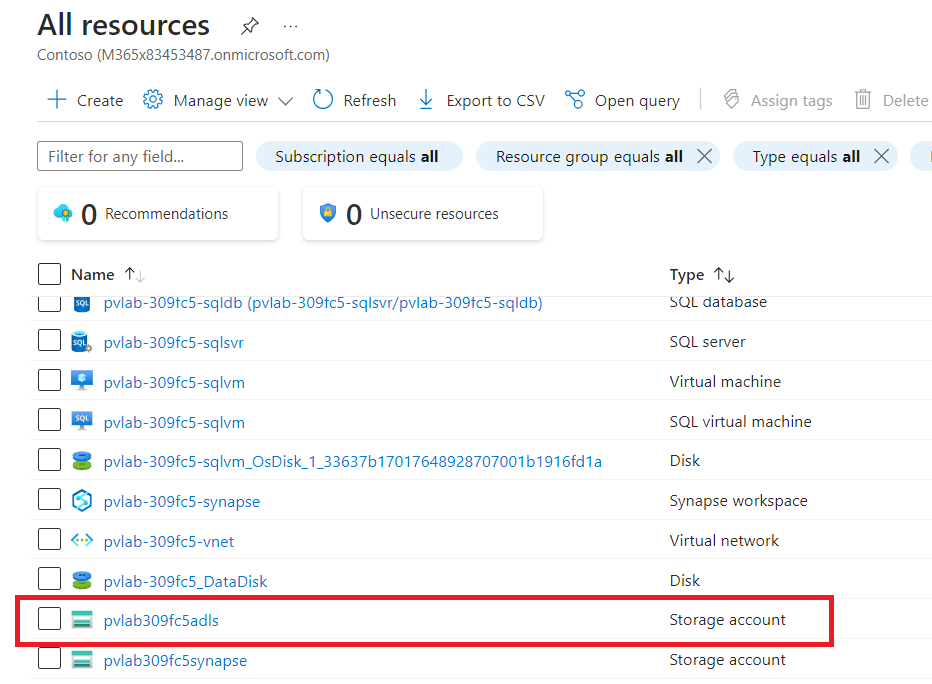 All resources
Contoso (M365x83453487.onmicrosoft.com)
Create Manage view Refresh Export to CSV Open query Assign tags Delete
Filter for any field... Subscription equals all Resource group equals all Type equals all
0 Recommendations 0 Unsecure resources
Name Type
SQL pvlab-309fc5-sqldb (pvlab-309fc5-sqlsvr/pvlab-309fc5-sqldb) SQL database
SQL pvlab-309fc5-sqlsvr SQL server
pvlab-309fc5-sqlvm Virtual machine
SQL pvlab-309fc5-sqlvm SQL virtual machine
pvlab-309fc5-sqlvm_OsDisk_1_33637b17017648928707001b1916fd1a Disk
pvlab-309fc5-synapse Synapse workspace
pvlab-309fc5-vnet Virtual network
pvlab-309fc5_DataDisk Disk
pvlab309fc5adls Storage account
pvlab309fc5synapse Storage account